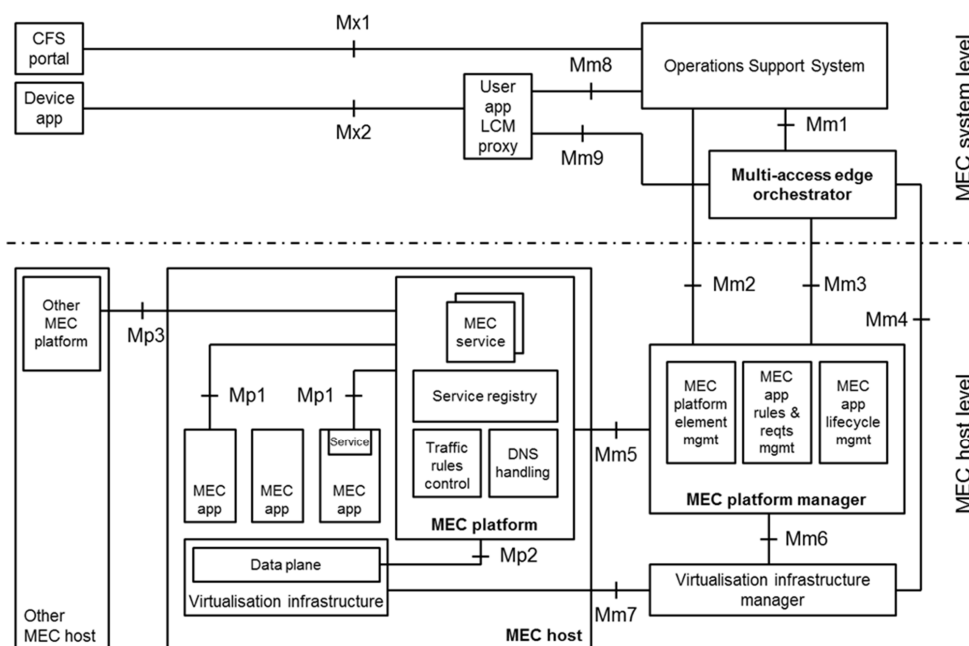 Mx1
CFS
portal
Device
app
Mx2
User
app
LCM
proxy
Mm8
Mm9
Operations Support System
Mm1
Multi-access edge
orchestrator
MEC system level
Mm2
Mm3
Mm4
Other
MEC
platform
Mp3
Mp1
Mp1
MEC
service
Service registry
Traffic
rules
control
DNS
handling
MEC platform
MEC
app
MEC
app
Service
MEC app
Mm5
MEC
platform
element
mgmt
MEC
app
rules &
reqts
mgmt
MEC
app
lifecycle
mgmt
MEC platform manager
MEC host level
Mp2
Mm6
Data plane
Virtualisation infrastructure
Mm7
Virtualisation infrastructure
manager
Other
MEC host
MEC host